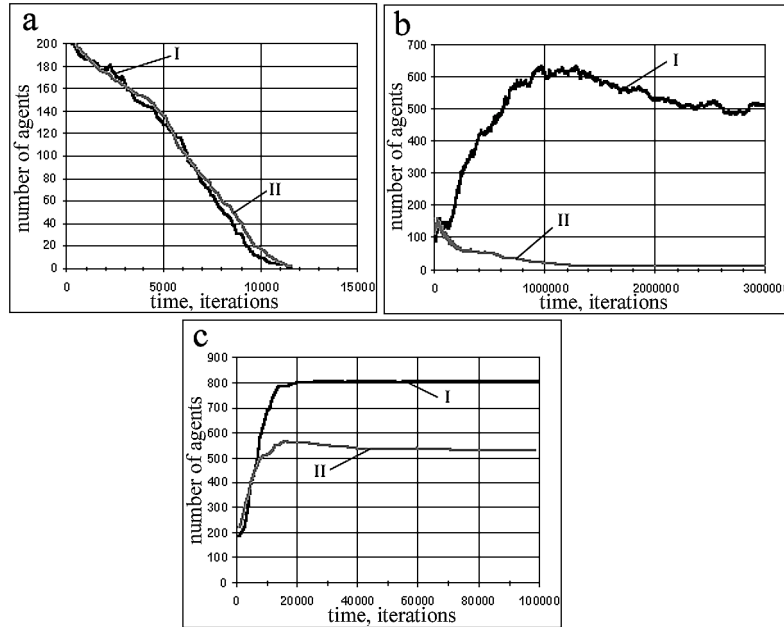 a
200
180
160
140
120
100
80
60
40
20
0
0 5000 10000 15000
number of agents
time, iterations
I
II
b
700
600
500
400
300
200
100
0
0 1000000 2000000 3000000
number of agents
time, iterations
I
II
c
900
800
700
600
500
400
300
200
100
0
0 20000 40000 60000 80000 100000
number of agents
time, iterations
I
II